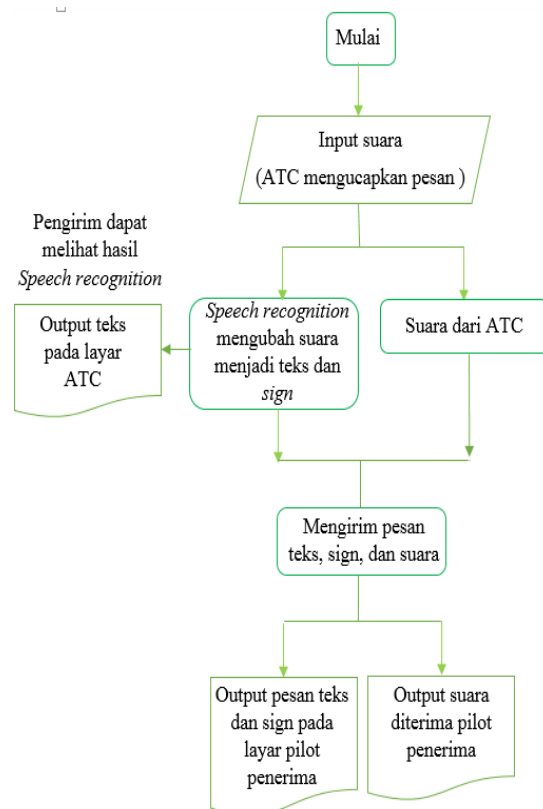 Mulai
Input suara
(ATC mengucapkan pesan )
Pengirim dapat
melihat hasil
Speech recognition
Output teks
pada layar
ATC
Speech recognition
mengubah suara
menjadi teks dan
sign
Suara dari ATC
Mengirim pesan
teks, sign, dan suara
Output pesan teks
dan sign pada
layar pilot
penerima
Output suara
diterima pilot
penerima